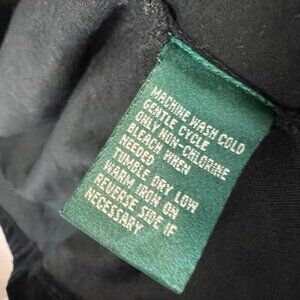 MACHINE WASH COLD
GENTLE CYCLE
ONLY NON-CHLORINE
BLEACH WHEN
NEEDED
TUMBLE DRY LOW
WARM IRON ON
REVERSE SIDE IF
NECESSARY